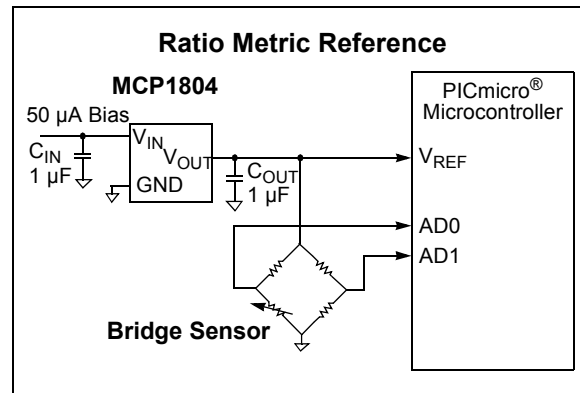 Ratio Metric Reference
MCP1804
PICmicro®
Microcontroller
50 µA Bias
CIN
1 µF
VIN
VOUT
GND
COUT
1 µF
VREF
AD0
AD1
Bridge Sensor